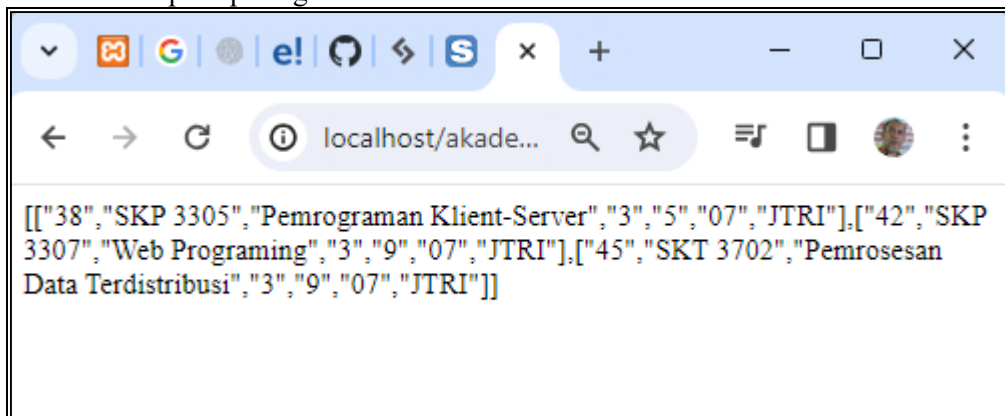 e! S
localhost/akade...
[["38","SKP 3305","Pemrograman Klient-Server","3","5","07","JTRI"],["42","SKP
3307","Web Programing","3","9","07","JTRI"],["45","SKT 3702","Pemrosesan
Data Terdistribusi","3","9","07","JTRI"]]